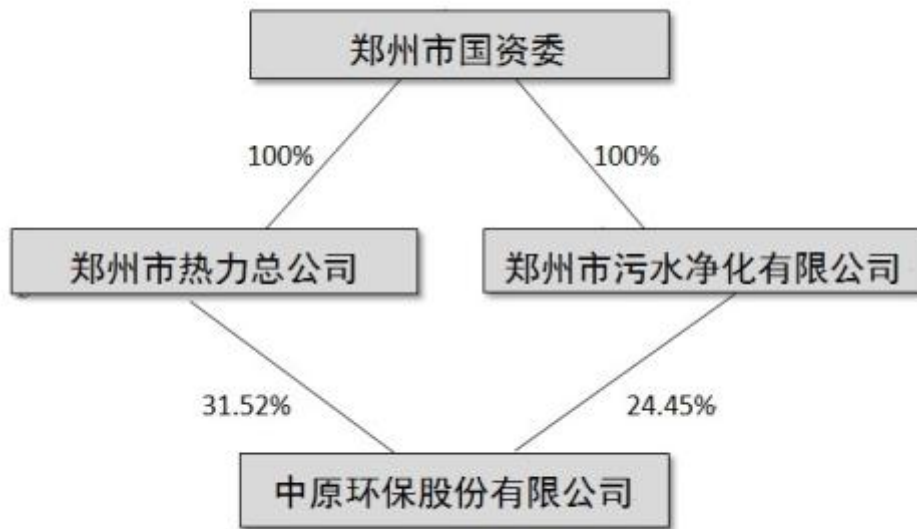 郑州市国资委
100%
100%
郑州市热力总公司
郑州市污水净化有限公司
31.52%
24.45%
中原环保股份有限公司